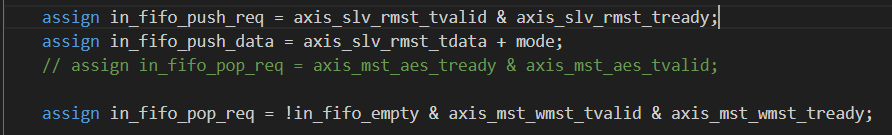 assign in_fifo_push_req = axis_slv_rmst_tvalid & axis_slv_rmst_tready;
assign in_fifo_push_data = axis_slv_rmst_tdata + mode;
// assign in_fifo_pop_req = axis_mst_aes_tready & axis_mst_aes_tvalid;
assign in_fifo_pop_req = !in_fifo_empty & axis_mst_wmst_tvalid & axis_mst_wmst_tready;